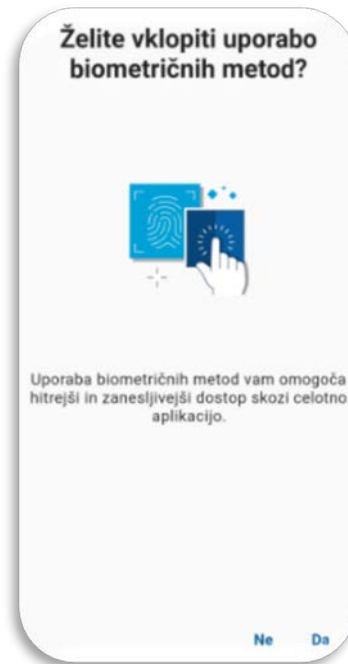 Želite vklopiti uporabo
biometričnih metod?
Uporaba biometričnih metod vam omogoča
hitrejši in zanesljivejši dostop skozi celotno
aplikacijo.
Ne Da